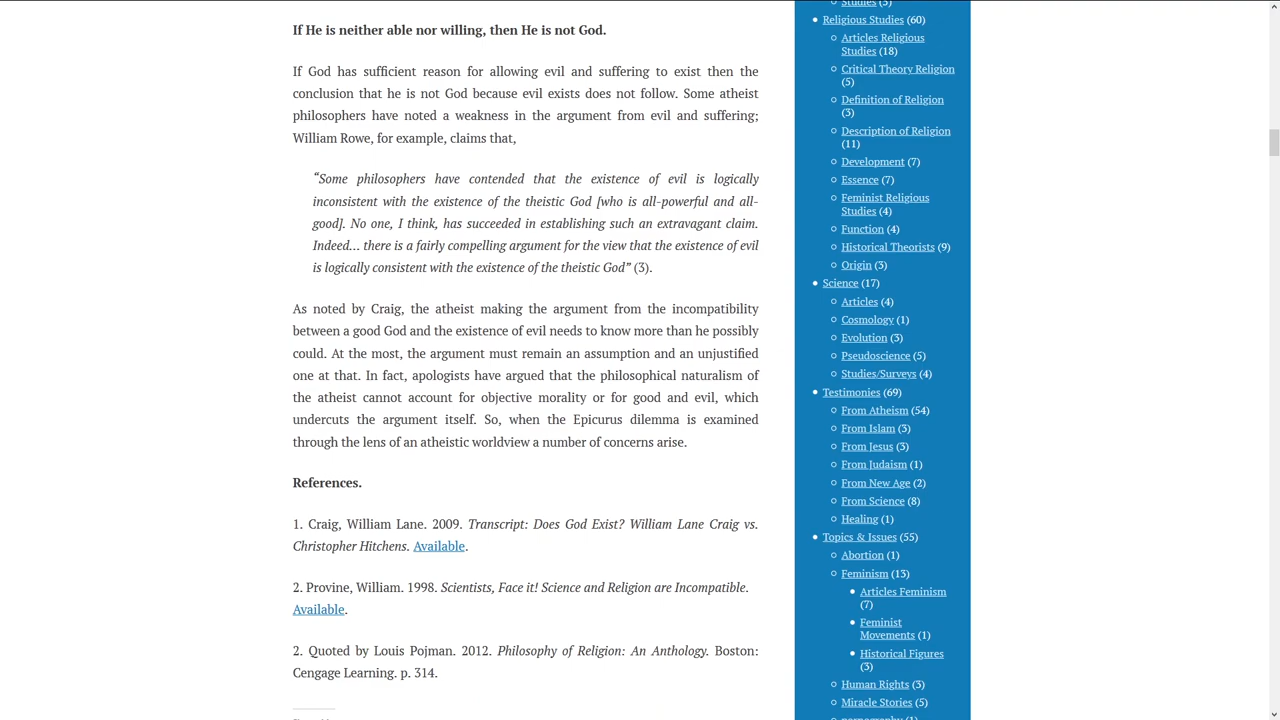 If He is neither able nor willing, then He is not God.
If God has sufficient reason for allowing evil and suffering to exist then the
conclusion that he is not God because evil exists does not follow. Some atheist
philosophers have noted a weakness in the argument from evil and suffering;
William Rowe, for example, claims that,
“Some philosophers have contended that the existence of evil is logically
inconsistent with the existence of the theistic God [who is all-powerful and all-
good]. No one, I think, has succeeded in establishing such an extravagant claim.
Indeed… there is a fairly compelling argument for the view that the existence of evil
is logically consistent with the existence of the theistic God” (3).
As noted by Craig, the atheist making the argument from the incompatibility
between a good God and the existence of evil needs to know more than he possibly
could. At the most, the argument must remain an assumption and an unjustified
one at that. In fact, apologists have argued that the philosophical naturalism of
the atheist cannot account for objective morality or for good and evil, which
undercuts the argument itself. So, when the Epicurus dilemma is examined
through the lens of an atheistic worldview a number of concerns arise.
References.
1. Craig, William Lane. 2009. Transcript: Does God Exist? William Lane Craig vs.
Christopher Hitchens. Available.
2. Provine, William. 1998. Scientists, Face it! Science and Religion are Incompatible.
Available.
2. Quoted by Louis Pojman. 2012. Philosophy of Religion: An Anthology. Boston:
Cengage Learning. p. 314.
Studies (5)
Religious Studies (60)
Articles Religious
Studies (18)
Critical Theory Religion
(5)
Definition of Religion
(3)
Description of Religion
(11)
Development (7)
Essence (7)
Feminist Religious
Studies (4)
Function (4)
Historical Theorists (9)
Origin (3)
Science (17)
Articles (4)
Cosmology (1)
Evolution (3)
Pseudoscience (5)
Studies/Surveys (4)
Testimonies (69)
From Atheism (54)
From Islam (3)
From Jesus (3)
From Judaism (1)
From New Age (2)
From Science (8)
Healing (1)
Topics & Issues (55)
Abortion (1)
Feminism (13)
Articles Feminism
(7)
Feminist
Movements (1)
Historical Figures
(3)
Human Rights (3)
Miracle Stories (5)